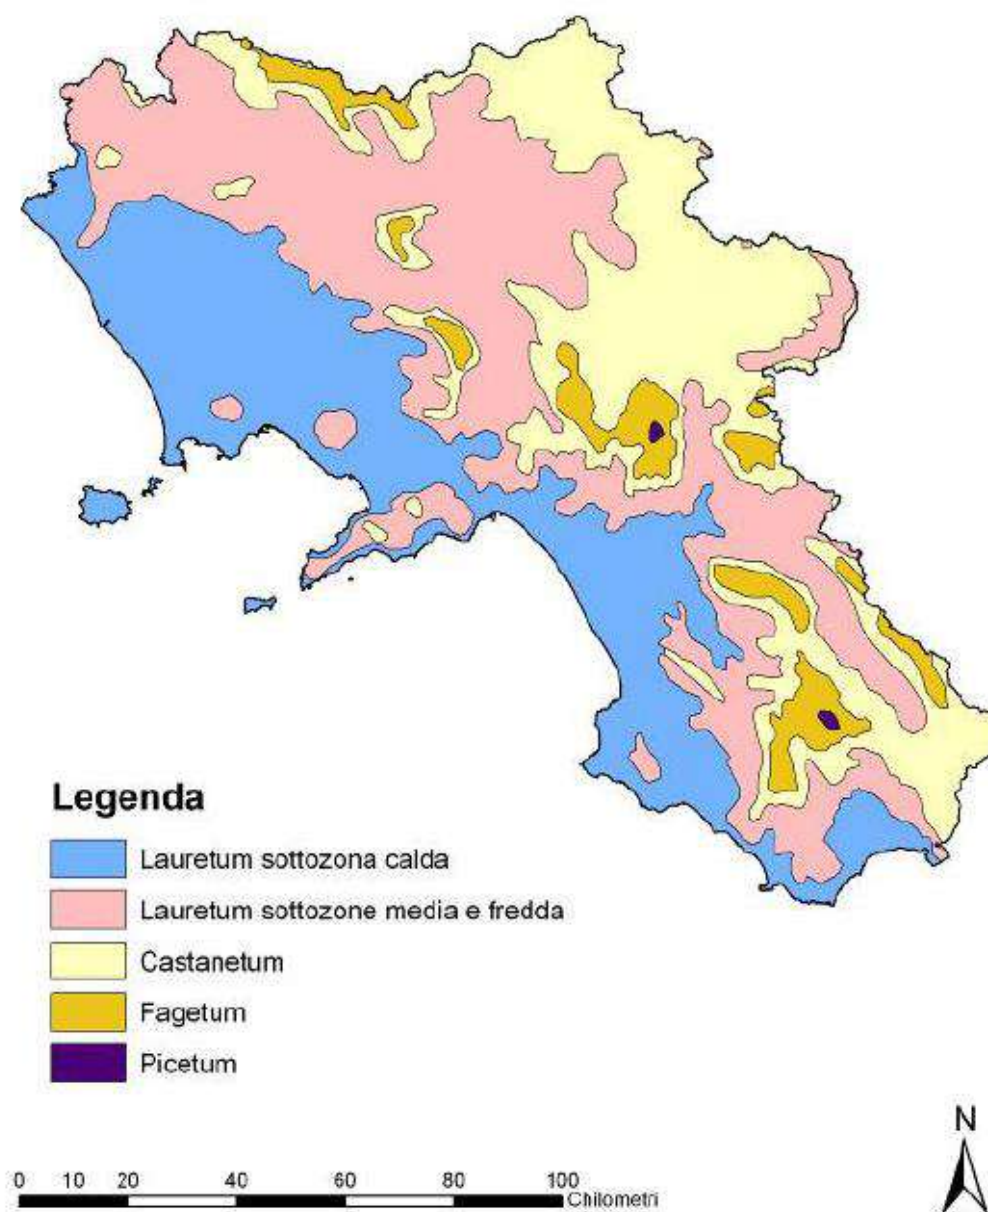 Legenda
Lauretum sottozona calda
Lauretum sottozone media e fredda
Castanetum
Fagetum
Picetum
N
0 10 20 40 60 80 100
Chilometri